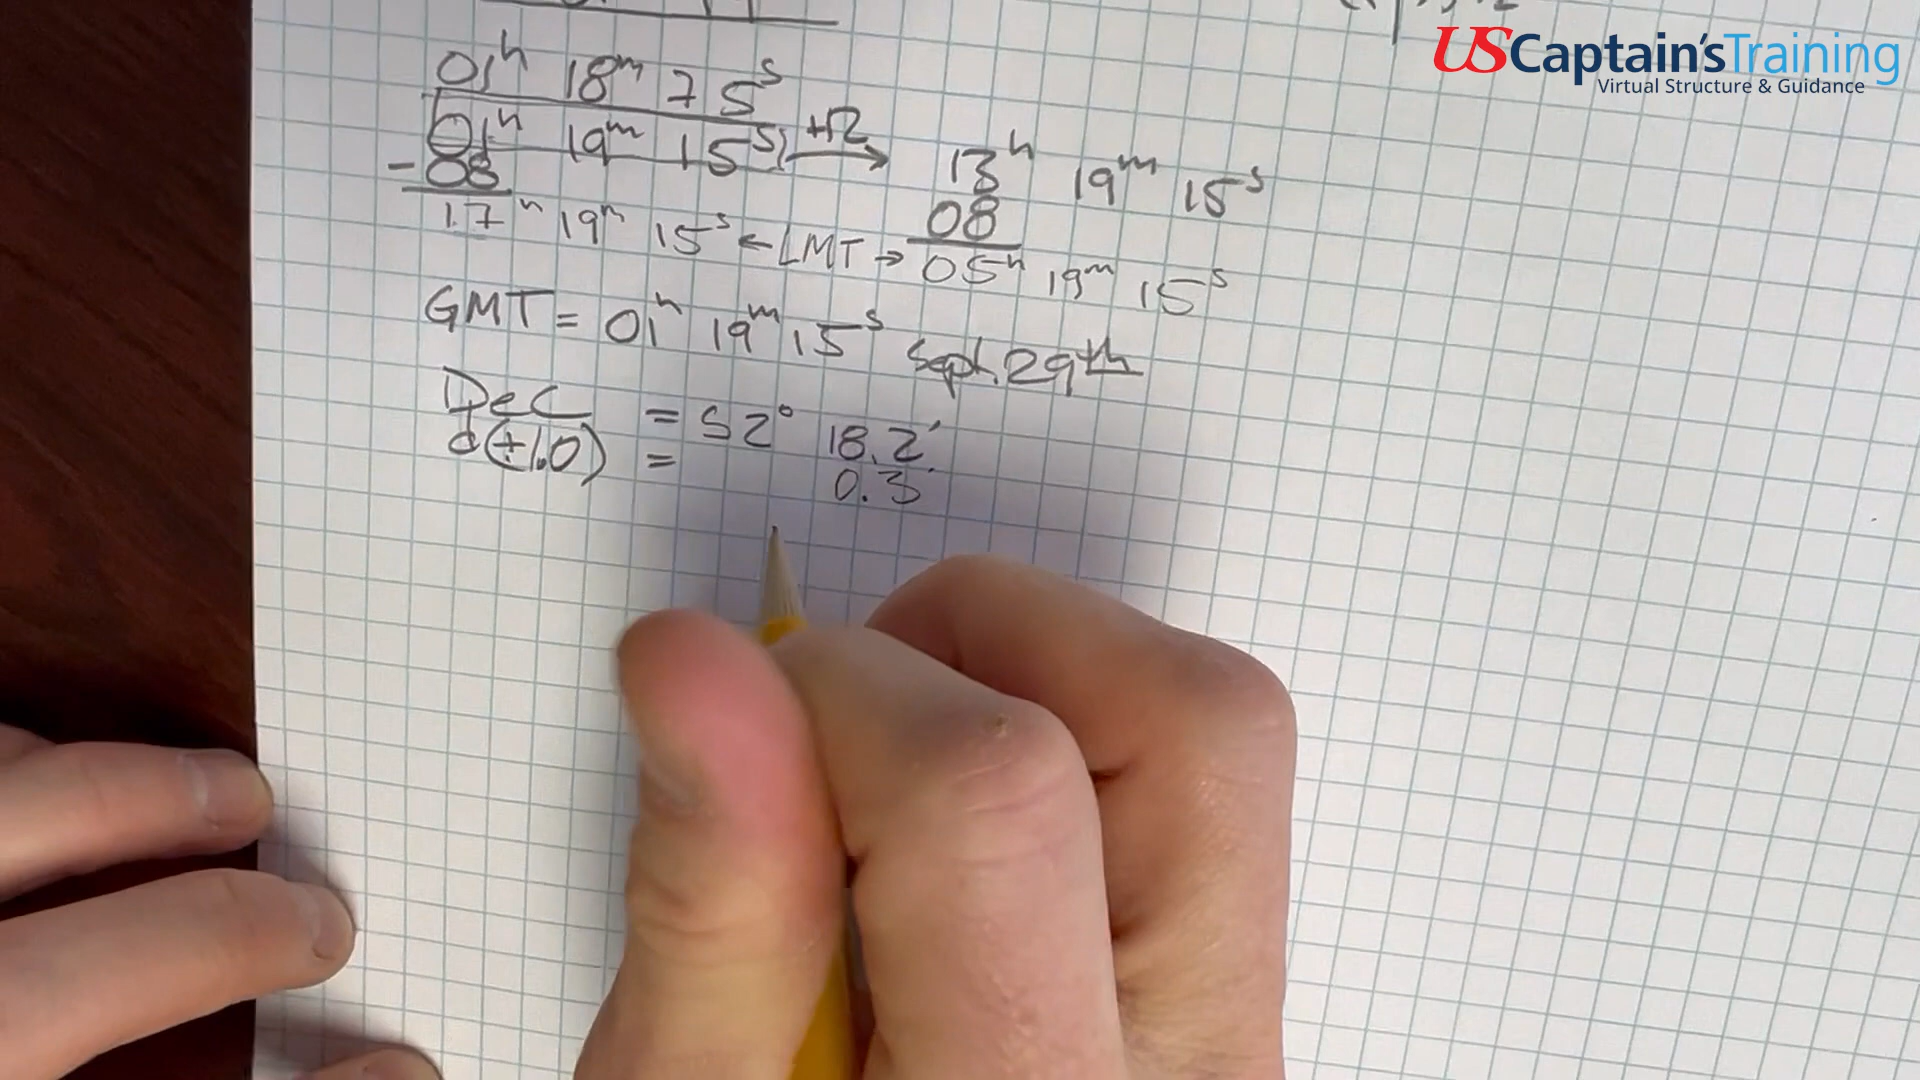 USCaptain'sTraining
Virtual Structure & Guidance
01h 18m 75s
01h 19m 15s +12 → 13h 19m 15s
- 08 08
17h 19m 15s ← LMT → 05h 19m 15s
GMT = 01h 19m 15s Sept. 29th
Dec = S 2° 18.2'
d(+1.0) = 0.3